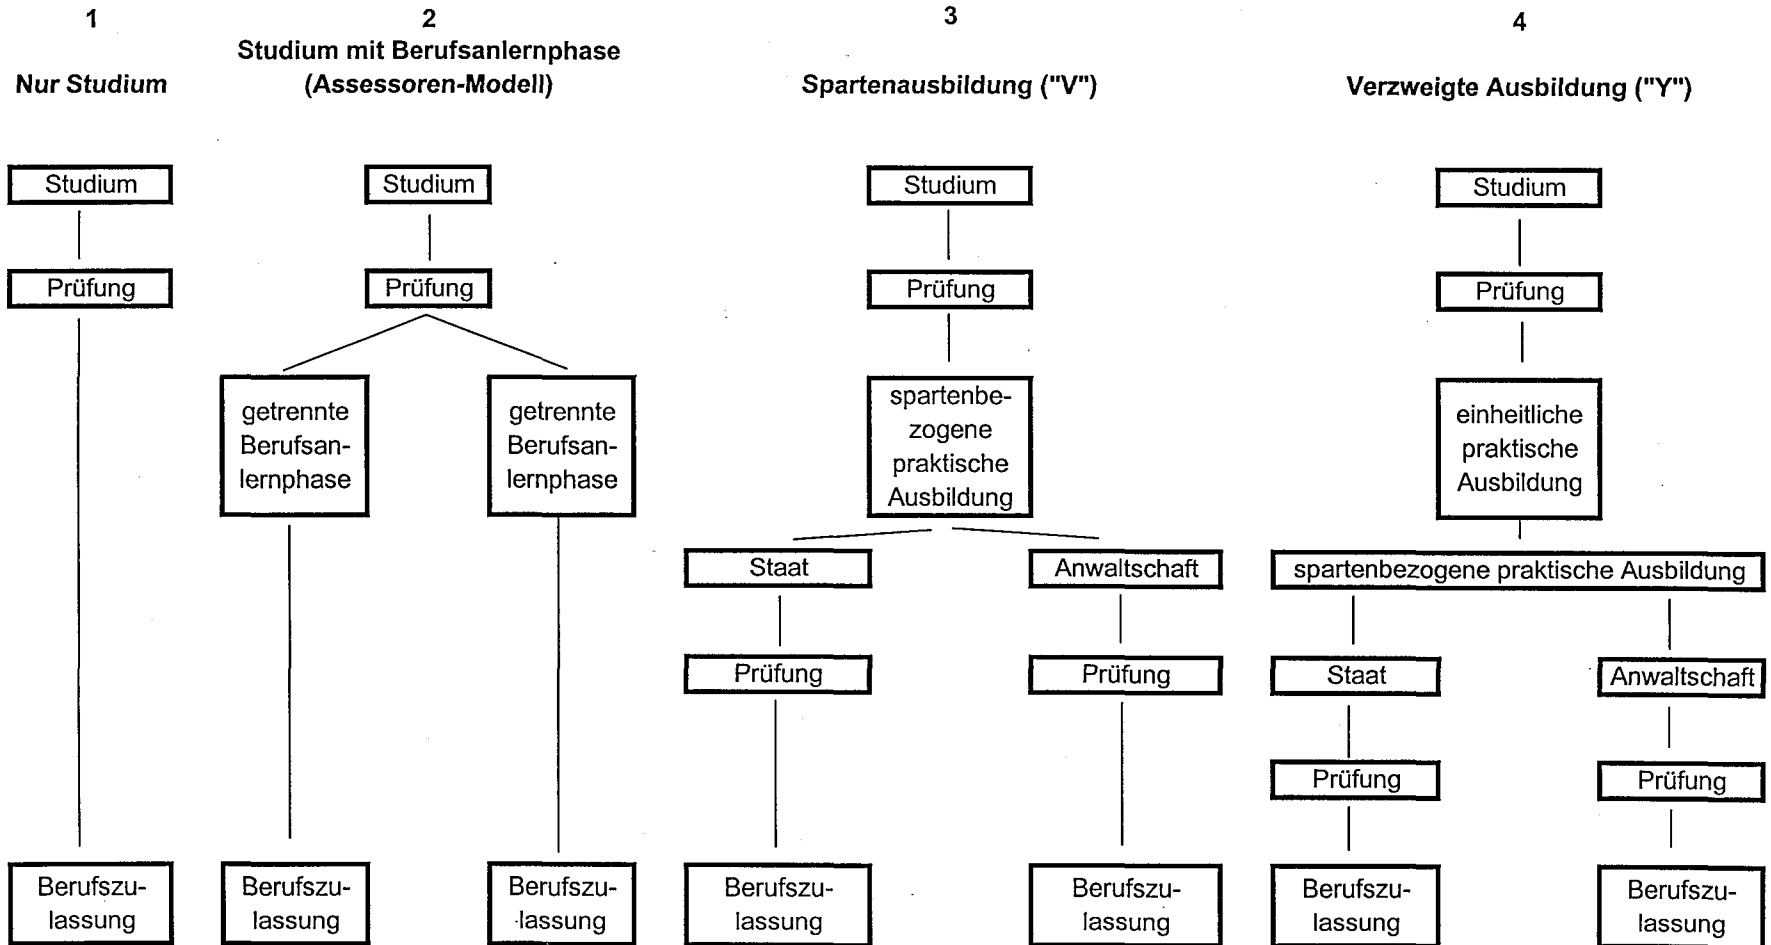 1
Nur Studium
Studium
Prüfung
Berufszu-
lassung
2
Studium mit Berufsanlernphase
(Assessoren-Modell)
Studium
Prüfung
getrennte
Berufsan-
lernphase
getrennte
Berufsan-
lernphase
Berufszu-
lassung
Berufszu-
lassung
3
Spartenausbildung ("V")
Studium
Prüfung
spartenbe-
zogene
praktische
Ausbildung
Staat
Anwaltschaft
Prüfung
Prüfung
Berufszu-
lassung
Berufszu-
lassung
4
Verzweigte Ausbildung ("Y")
Studium
Prüfung
einheitliche
praktische
Ausbildung
spartenbezogene praktische Ausbildung
Staat
Anwaltschaft
Prüfung
Prüfung
Berufszu-
lassung
Berufszu-
lassung